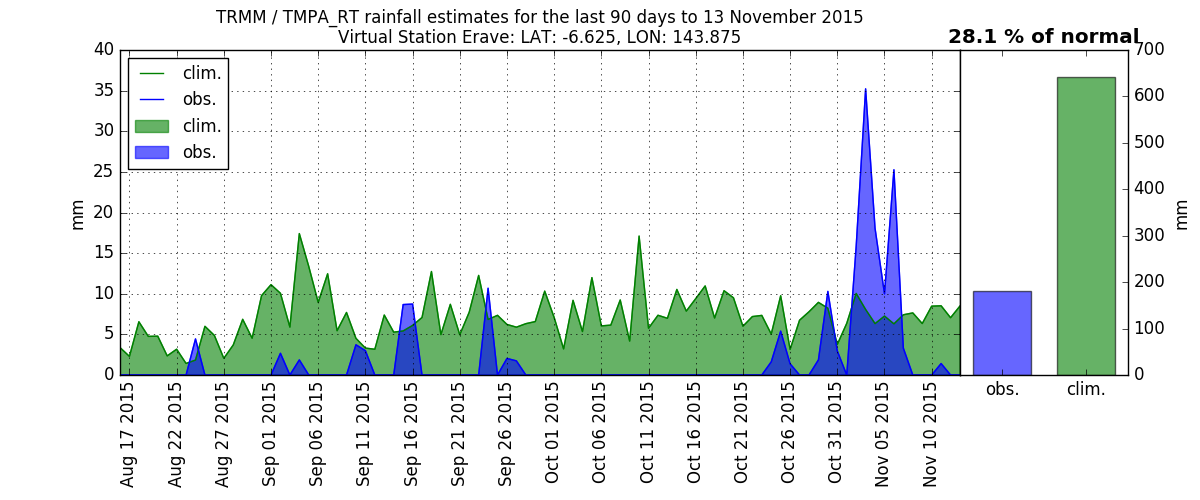 TRMM / TMPA_RT rainfall estimates for the last 90 days to 13 November 2015
Virtual Station Erave: LAT: -6.625, LON: 143.875
28.1 % of normal
40
35
30
25
20
15
10
5
0
mm
clim.
obs.
clim.
obs.
Aug 17 2015
Aug 22 2015
Aug 27 2015
Sep 01 2015
Sep 06 2015
Sep 11 2015
Sep 16 2015
Sep 21 2015
Sep 26 2015
Oct 01 2015
Oct 06 2015
Oct 11 2015
Oct 16 2015
Oct 21 2015
Oct 26 2015
Oct 31 2015
Nov 05 2015
Nov 10 2015
700
600
500
400
300
200
100
0
mm
obs.
clim.